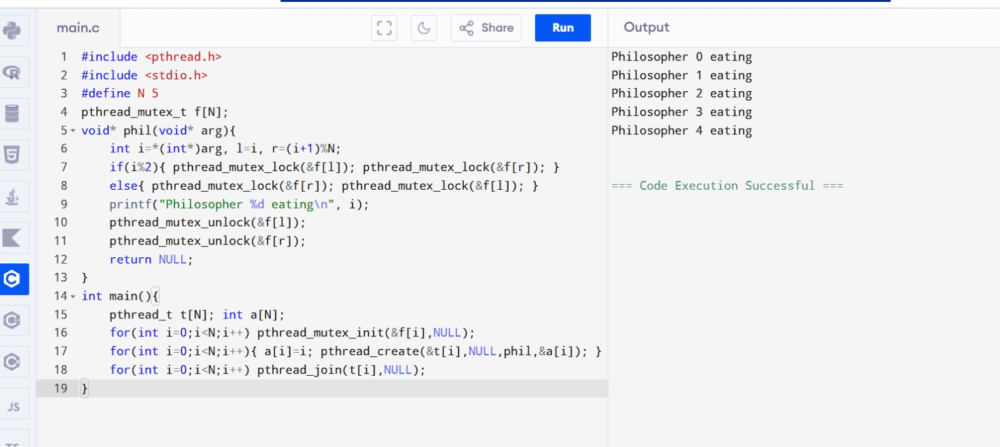 main.c
Share
Run
Output
1 #include <pthread.h>
2 #include <stdio.h>
3 #define N 5
4 pthread_mutex_t f[N];
5 void* phil(void* arg){
6     int i=*(int*)arg, l=i, r=(i+1)%N;
7     if(i%2){ pthread_mutex_lock(&f[l]); pthread_mutex_lock(&f[r]); }
8     else{ pthread_mutex_lock(&f[r]); pthread_mutex_lock(&f[l]); }
9     printf("Philosopher %d eating\n", i);
10     pthread_mutex_unlock(&f[l]);
11     pthread_mutex_unlock(&f[r]);
12     return NULL;
13 }
14 int main(){
15     pthread_t t[N]; int a[N];
16     for(int i=0;i<N;i++) pthread_mutex_init(&f[i],NULL);
17     for(int i=0;i<N;i++){ a[i]=i; pthread_create(&t[i],NULL,phil,&a[i]); }
18     for(int i=0;i<N;i++) pthread_join(t[i],NULL);
19 }
Philosopher 0 eating
Philosopher 1 eating
Philosopher 2 eating
Philosopher 3 eating
Philosopher 4 eating
=== Code Execution Successful ===
R
5
C
C
C
JS
TS